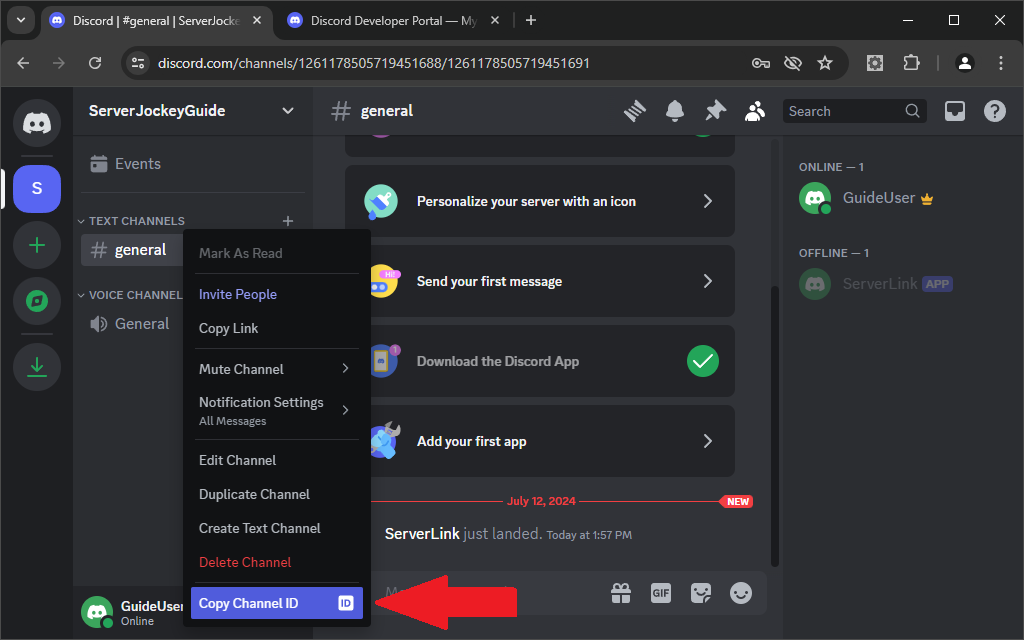 Discord | #general | ServerJocke
Discord Developer Portal — My
discord.com/channels/1261178505719451688/1261178505719451691
ServerJockeyGuide
general
Search
Events
TEXT CHANNELS
general
VOICE CHANNEL
General
S
Mark As Read
Invite People
Copy Link
Mute Channel
Notification Settings
All Messages
Edit Channel
Duplicate Channel
Create Text Channel
Delete Channel
Copy Channel ID
ID
Personalize your server with an icon
Send your first message
HI!
Download the Discord App
1
Add your first app
July 12, 2024
NEW
ServerLink just landed. Today at 1:57 PM
GIF
ONLINE — 1
GuideUser
OFFLINE — 1
ServerLink APP
GuideUser
Online